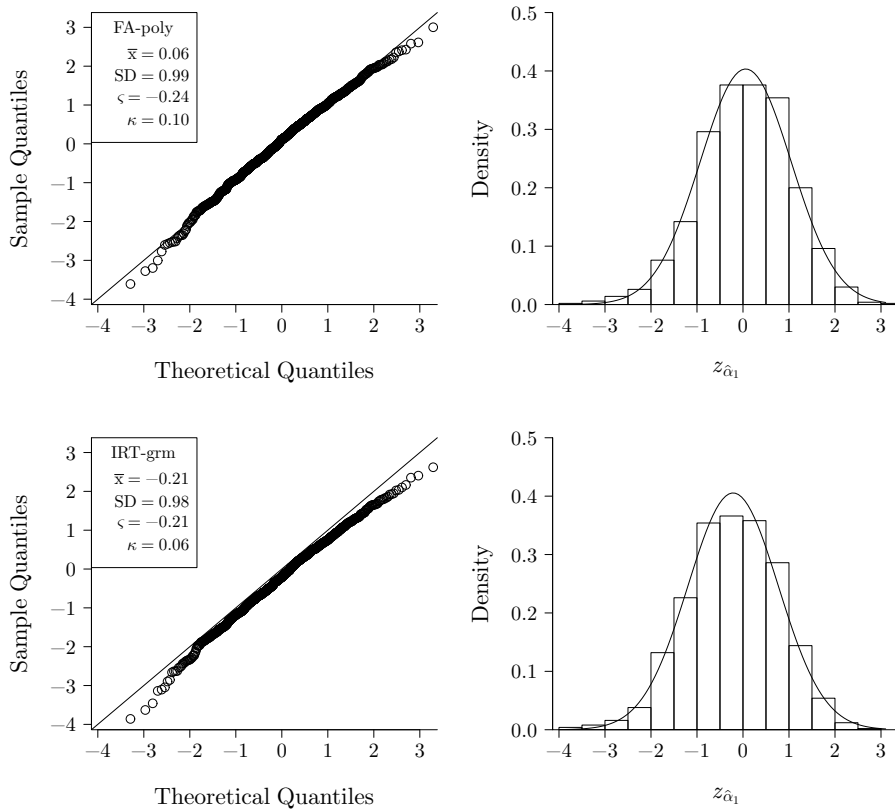 FA-poly
x̅ = 0.06
SD = 0.99
ς = −0.24
κ = 0.10
3
2
1
0
−1
−2
−3
−4
Sample Quantiles
−4 −3 −2 −1 0 1 2 3
Theoretical Quantiles
0.5
0.4
0.3
0.2
0.1
0.0
Density
−4 −3 −2 −1 0 1 2 3
z_α̂₁
IRT-grm
x̅ = −0.21
SD = 0.98
ς = −0.21
κ = 0.06
3
2
1
0
−1
−2
−3
−4
Sample Quantiles
−4 −3 −2 −1 0 1 2 3
Theoretical Quantiles
0.5
0.4
0.3
0.2
0.1
0.0
Density
−4 −3 −2 −1 0 1 2 3
z_α̂₁